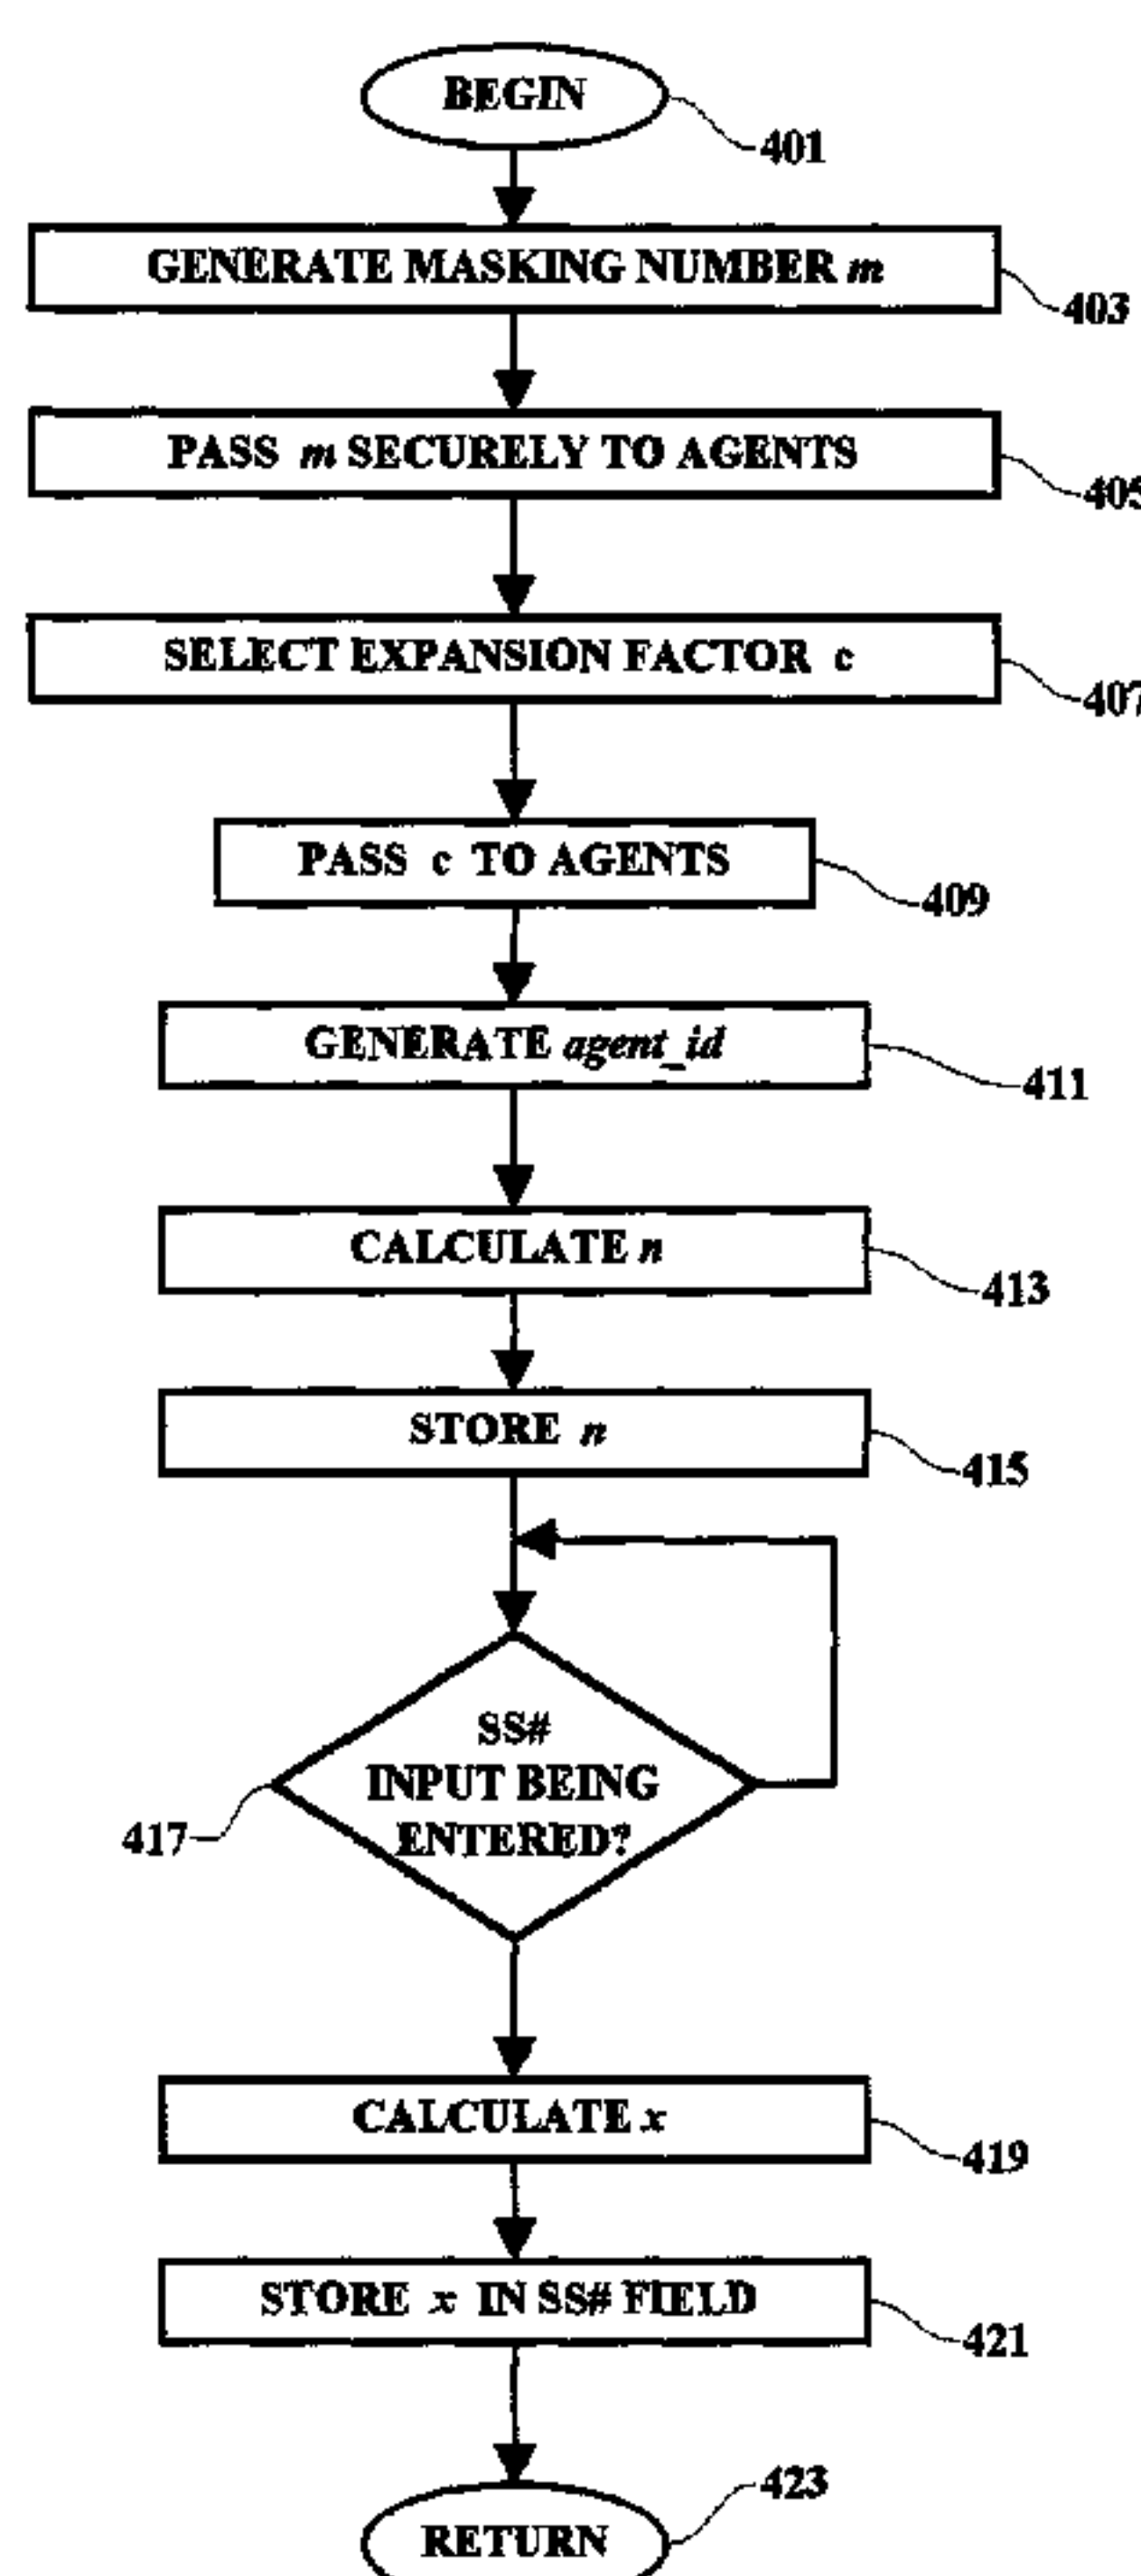 BEGIN
401
GENERATE MASKING NUMBER m
403
PASS m SECURELY TO AGENTS
405
SELECT EXPANSION FACTOR c
407
PASS c TO AGENTS
409
GENERATE agent_id
411
CALCULATE n
413
STORE n
415
SS#
INPUT BEING
ENTERED?
417
CALCULATE x
419
STORE x IN SS# FIELD
421
423
RETURN